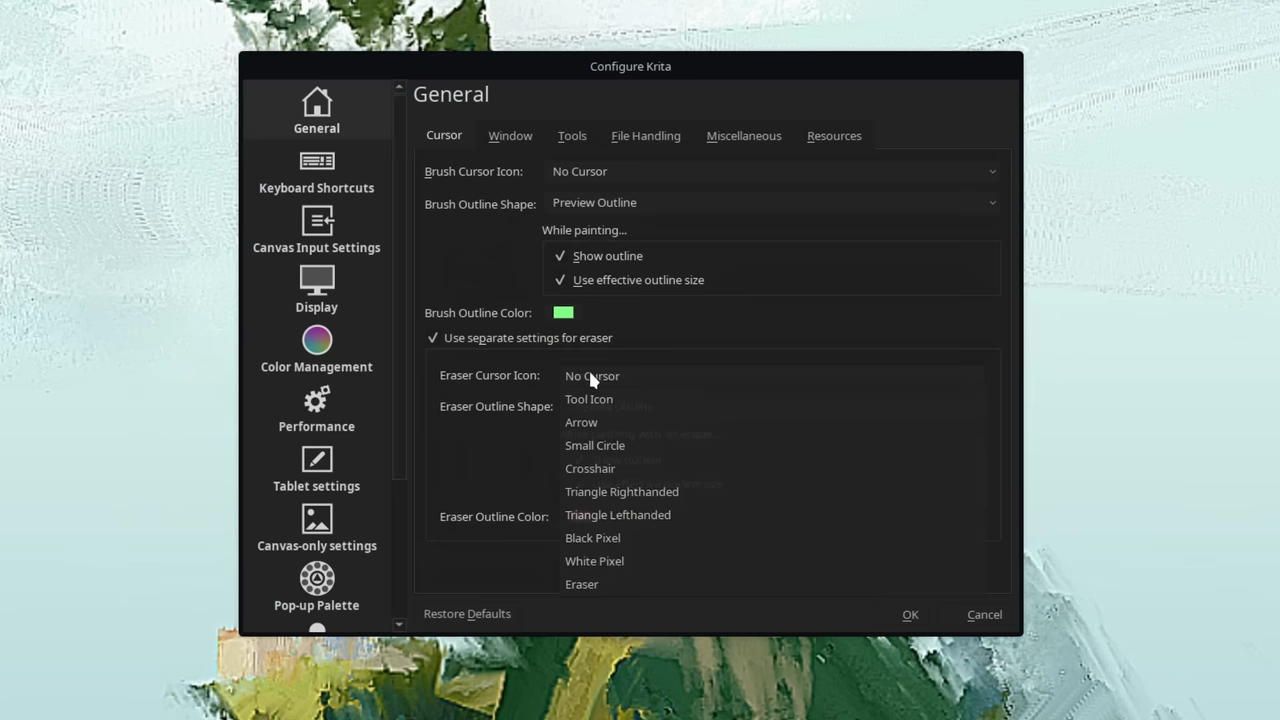 Configure Krita
General
Keyboard Shortcuts
Canvas Input Settings
Display
Color Management
Performance
Tablet settings
Canvas-only settings
Pop-up Palette
General
Cursor Window Tools File Handling Miscellaneous Resources
Brush Cursor Icon: No Cursor
Brush Outline Shape: Preview Outline
While painting...
✓ Show outline
✓ Use effective outline size
Brush Outline Color:
✓ Use separate settings for eraser
Eraser Cursor Icon: No Cursor
Tool Icon
Eraser Outline Shape:
Arrow
Small Circle
Crosshair
Triangle Righthanded
Eraser Outline Color: Triangle Lefthanded
Black Pixel
White Pixel
Eraser
Restore Defaults OK Cancel